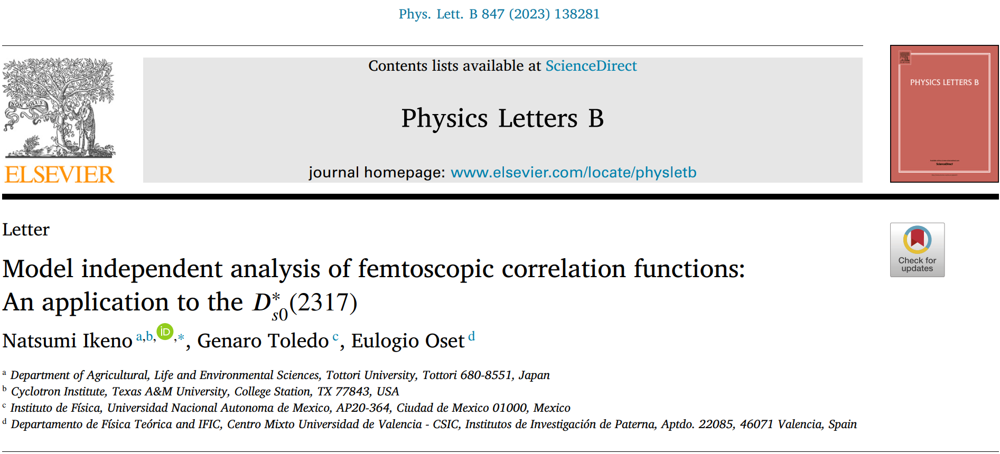 Phys. Lett. B 847 (2023) 138281
Contents lists available at ScienceDirect
Physics Letters B
journal homepage: www.elsevier.com/locate/physletb
NON SOLUS
ELSEVIER
PHYSICS LETTERS B
ScienceDirect
Letter
Check for
updates
Model independent analysis of femtoscopic correlation functions:
An application to the D*s0(2317)
Natsumi Ikeno a,b, iD,*, Genaro Toledo c, Eulogio Oset d
a Department of Agricultural, Life and Environmental Sciences, Tottori University, Tottori 680-8551, Japan
b Cyclotron Institute, Texas A&M University, College Station, TX 77843, USA
c Instituto de Física, Universidad Nacional Autonoma de Mexico, AP20-364, Ciudad de Mexico 01000, Mexico
d Departamento de Física Teórica and IFIC, Centro Mixto Universidad de Valencia - CSIC, Institutos de Investigación de Paterna, Aptdo. 22085, 46071 Valencia, Spain